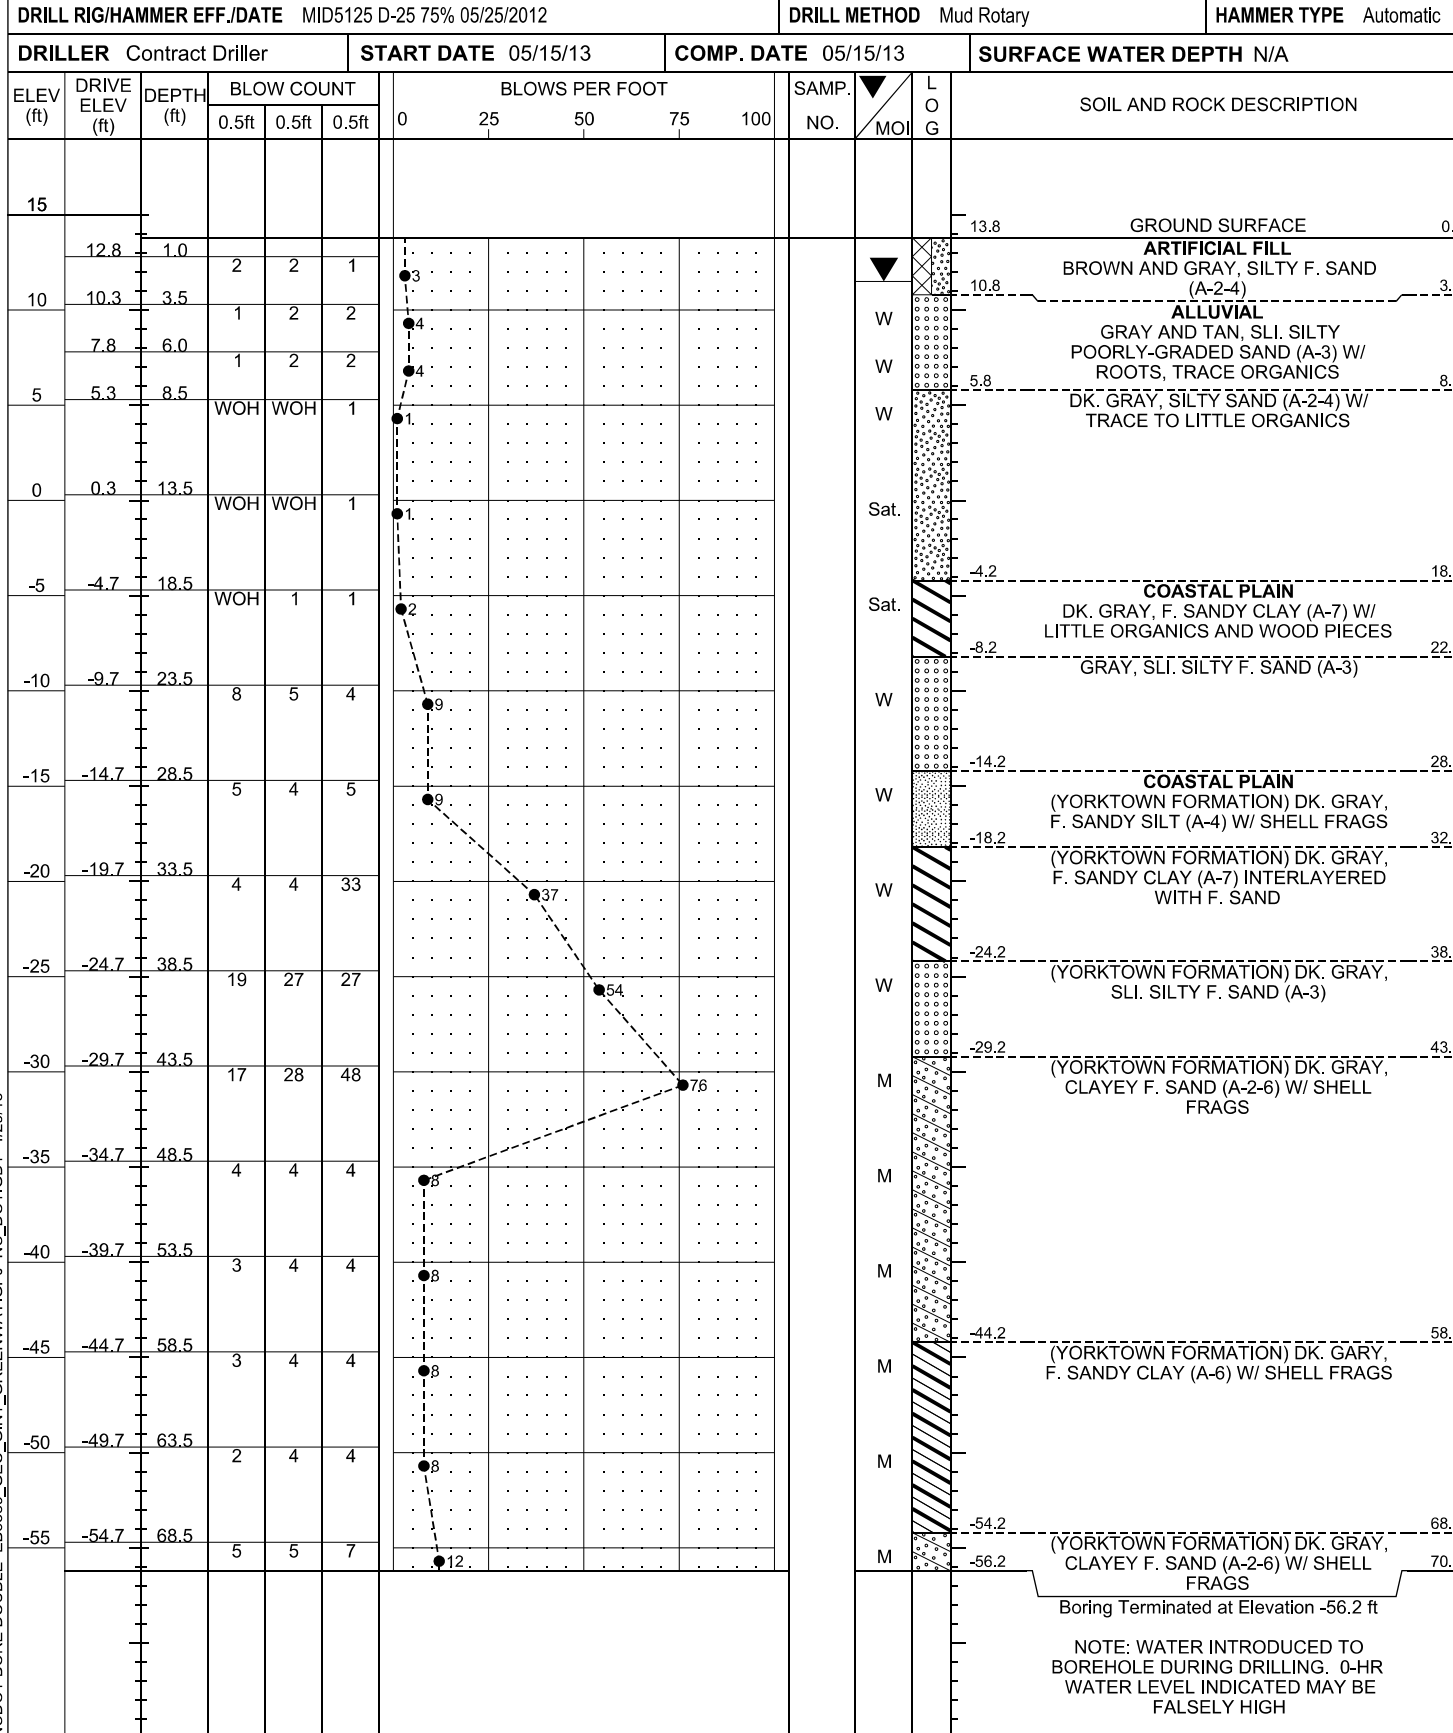 DRILL RIG/HAMMER EFF./DATE MID5125 D-25 75% 05/25/2012 DRILL METHOD Mud Rotary HAMMER TYPE Automatic
DRILLER Contract Driller START DATE 05/15/13 COMP. DATE 05/15/13 SURFACE WATER DEPTH N/A
ELEV (ft) DRIVE ELEV (ft) DEPTH (ft) BLOW COUNT BLOWS PER FOOT SAMP. NO. MOI LOG SOIL AND ROCK DESCRIPTION
0.5ft 0.5ft 0.5ft 0 25 50 75 100
15
13.8 GROUND SURFACE 0.
12.8 1.0 ARTIFICIAL FILL
2 2 1 3 BROWN AND GRAY, SILTY F. SAND
10 10.3 3.5 10.8 (A-2-4) 3.
1 2 2 4 W ALLUVIAL
GRAY AND TAN, SLI. SILTY
7.8 6.0 POORLY-GRADED SAND (A-3) W/
1 2 2 4 W ROOTS, TRACE ORGANICS
5.8 8.
5 5.3 8.5 DK. GRAY, SILTY SAND (A-2-4) W/
WOH WOH 1 1 W TRACE TO LITTLE ORGANICS
0 0.3 13.5
WOH WOH 1 1 Sat.
-4.2 18.
-5 -4.7 18.5 COASTAL PLAIN
WOH 1 1 2 Sat. DK. GRAY, F. SANDY CLAY (A-7) W/
LITTLE ORGANICS AND WOOD PIECES
-8.2 22.
GRAY, SLI. SILTY F. SAND (A-3)
-10 -9.7 23.5
8 5 4 9 W
-14.2 28.
-15 -14.7 28.5 COASTAL PLAIN
5 4 5 9 W (YORKTOWN FORMATION) DK. GRAY,
F. SANDY SILT (A-4) W/ SHELL FRAGS
-18.2 32.
(YORKTOWN FORMATION) DK. GRAY,
-20 -19.7 33.5 F. SANDY CLAY (A-7) INTERLAYERED
4 4 33 37 W WITH F. SAND
-24.2 38.
-25 -24.7 38.5 (YORKTOWN FORMATION) DK. GRAY,
19 27 27 54 W SLI. SILTY F. SAND (A-3)
-29.2 43.
-30 -29.7 43.5 (YORKTOWN FORMATION) DK. GRAY,
17 28 48 76 M CLAYEY F. SAND (A-2-6) W/ SHELL
FRAGS
-35 -34.7 48.5
4 4 4 8 M
-40 -39.7 53.5
3 4 4 8 M
-44.2 58.
-45 -44.7 58.5 (YORKTOWN FORMATION) DK. GARY,
3 4 4 8 M F. SANDY CLAY (A-6) W/ SHELL FRAGS
-50 -49.7 63.5
2 4 4 8 M
-54.2 68.
-55 -54.7 68.5 (YORKTOWN FORMATION) DK. GRAY,
5 5 7 12 M -56.2 CLAYEY F. SAND (A-2-6) W/ SHELL 70.
FRAGS
Boring Terminated at Elevation -56.2 ft
NOTE: WATER INTRODUCED TO
BOREHOLE DURING DRILLING. 0-HR
WATER LEVEL INDICATED MAY BE
FALSELY HIGH